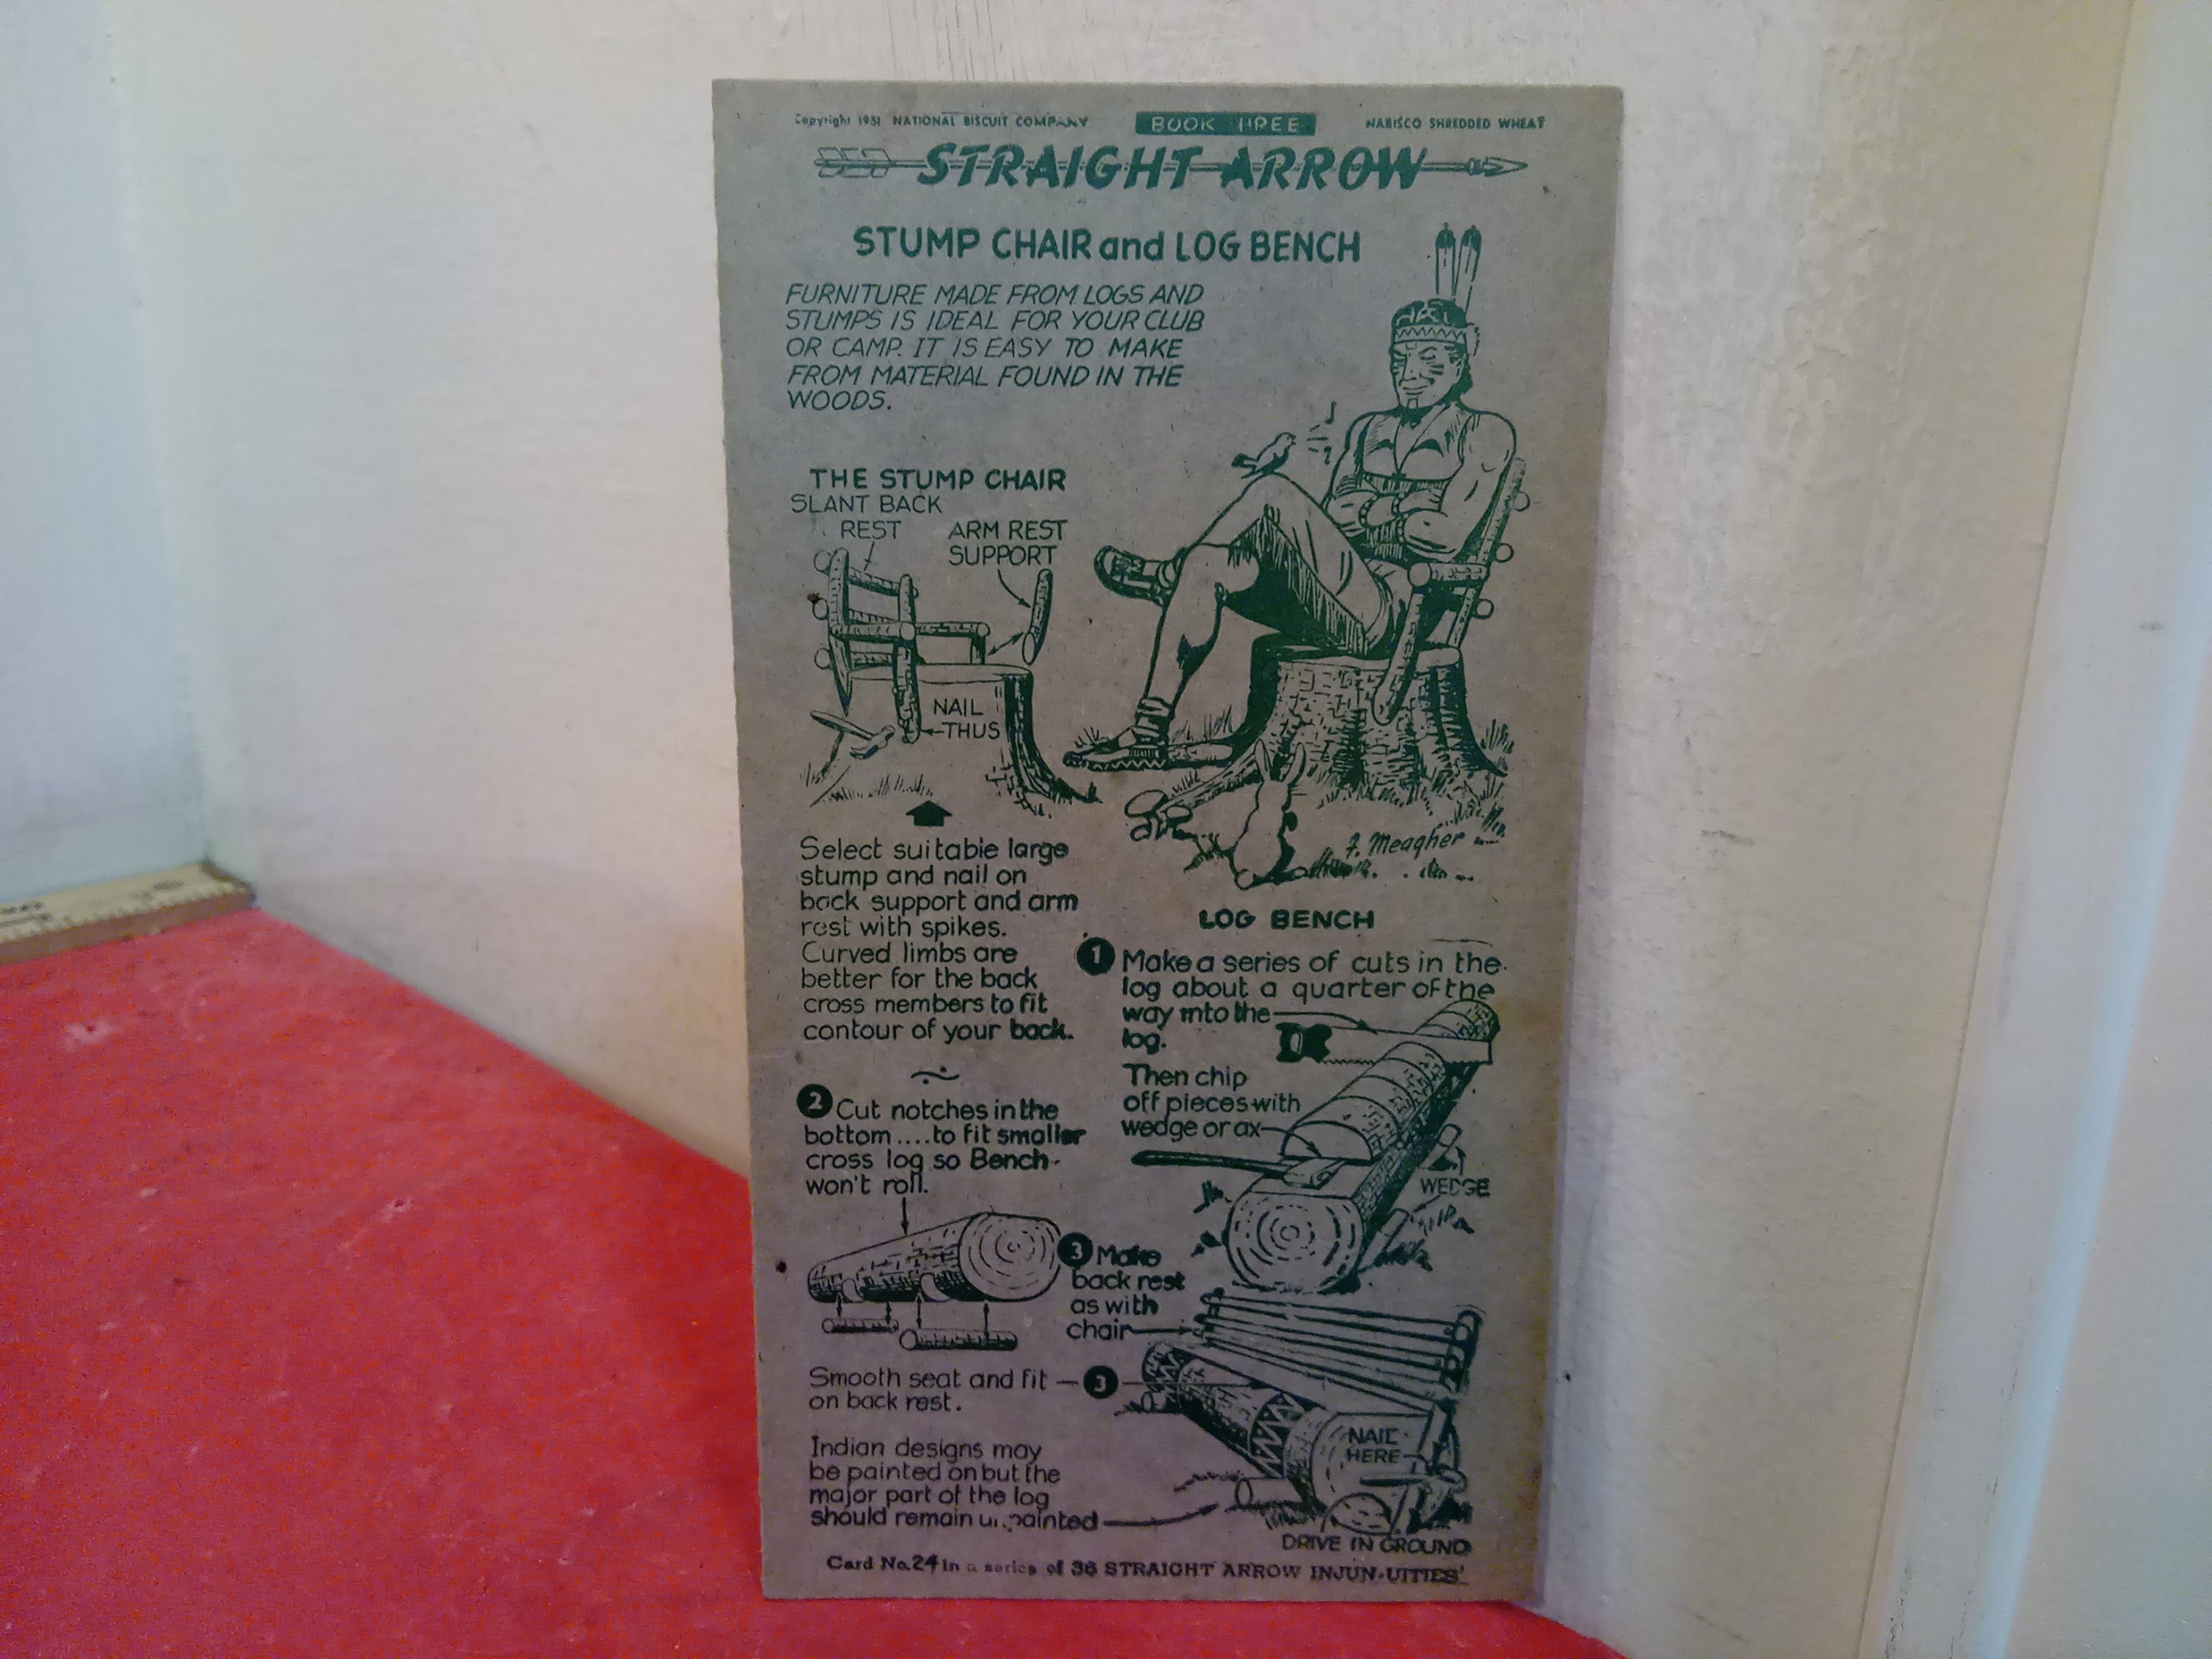 Copyright 1951 NATIONAL BISCUIT COMPANY
BOOK THREE
NABISCO SHREDDED WHEAT
STRAIGHT ARROW
STUMP CHAIR and LOG BENCH
FURNITURE MADE FROM LOGS AND
STUMPS IS IDEAL FOR YOUR CLUB
OR CAMP. IT IS EASY TO MAKE
FROM MATERIAL FOUND IN THE
WOODS.
THE STUMP CHAIR
SLANT BACK
REST
ARM REST
SUPPORT
NAIL
THUS
F. Meagher
Select suitable large
stump and nail on
back support and arm
rest with spikes.
Curved limbs are
better for the back
cross members to fit
contour of your back.
LOG BENCH
1 Make a series of cuts in the
log about a quarter of the
way into the
log.
Then chip
off pieces with
wedge or ax
WEDGE
2 Cut notches in the
bottom....to fit smaller
cross log so Bench
won't roll.
3 Make
back rest
as with
chair
Smooth seat and fit — 3
on back rest.
Indian designs may
be painted on but the
major part of the log
should remain unpainted
NAIL
HERE
DRIVE IN GROUND
Card No. 24 in a series of 36 STRAIGHT ARROW INJUN-UITIES'